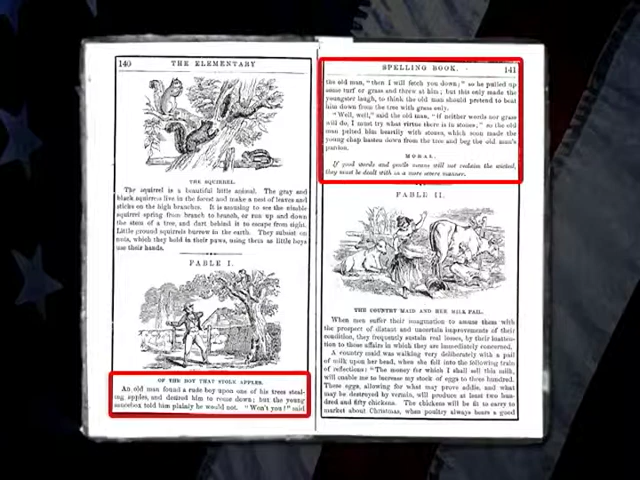 140 THE ELEMENTARY
THE SQUIRREL.
The squirrel is a beautiful little animal. The gray and
black squirrels live in the forest and make a nest of leaves and
sticks on the high branches. It is amusing to see the nimble
squirrel spring from branch to branch, or run up and down
the stem of a tree, and dart behind it to escape from sight.
Little ground squirrels burrow in the earth. They subsist on
nuts, which they hold in their paws, using them as little boys
use their hands.
FABLE I.
OF THE BOY THAT STOLE APPLES.
An old man found a rude boy upon one of his trees steal-
ing apples, and desired him to come down; but the young
saucebox told him plainly he would not. "Won't you?" said
SPELLING BOOK. 141
the old man, "then I will fetch you down;" so he pulled up
some turf or grass and threw at him; but this only made the
youngster laugh, to think the old man should pretend to beat
him down from the tree with grass only.
"Well, well," said the old man, "if neither words nor grass
will do, I must try what virtue there is in stones;" so the old
man pelted him heartily with stones, which soon made the
young chap hasten down from the tree and beg the old man's
pardon.
MORAL.
If good words and gentle means will not reclaim the wicked,
they must be dealt with in a more severe manner.
FABLE II.
THE COUNTRY MAID AND HER MILK PAIL.
When men suffer their imagination to amuse them with
the prospect of distant and uncertain improvements of their
condition, they frequently sustain real losses, by their inatten-
tion to those affairs in which they are immediately concerned.
A country maid was walking very deliberately with a pail
of milk upon her head, when she fell into the following train
of reflections: "The money for which I shall sell this milk,
will enable me to increase my stock of eggs to three hundred.
These eggs, allowing for what may prove addle, and what
may be destroyed by vermin, will produce at least two hun-
dred and fifty chickens. The chickens will be fit to carry to
market about Christmas, when poultry always bears a good